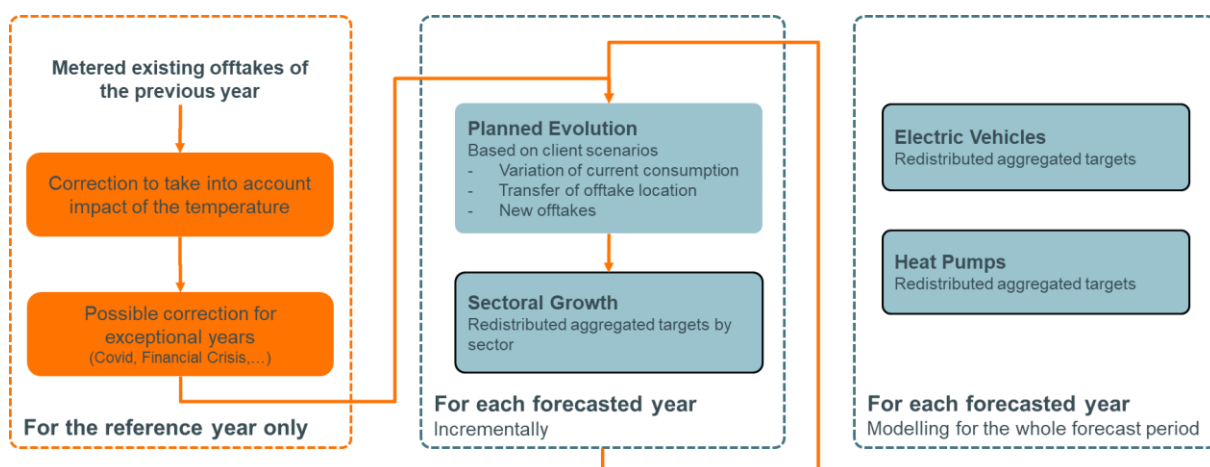 Metered existing offtakes of
the previous year
Correction to take into account
impact of the temperature
Possible correction for
exceptional years
(Covid, Financial Crisis,…)
For the reference year only
Planned Evolution
Based on client scenarios
- Variation of current consumption
- Transfer of offtake location
- New offtakes
Sectoral Growth
Redistributed aggregated targets by
sector
For each forecasted year
Incrementally
Electric Vehicles
Redistributed aggregated targets
Heat Pumps
Redistributed aggregated targets
For each forecasted year
Modelling for the whole forecast period